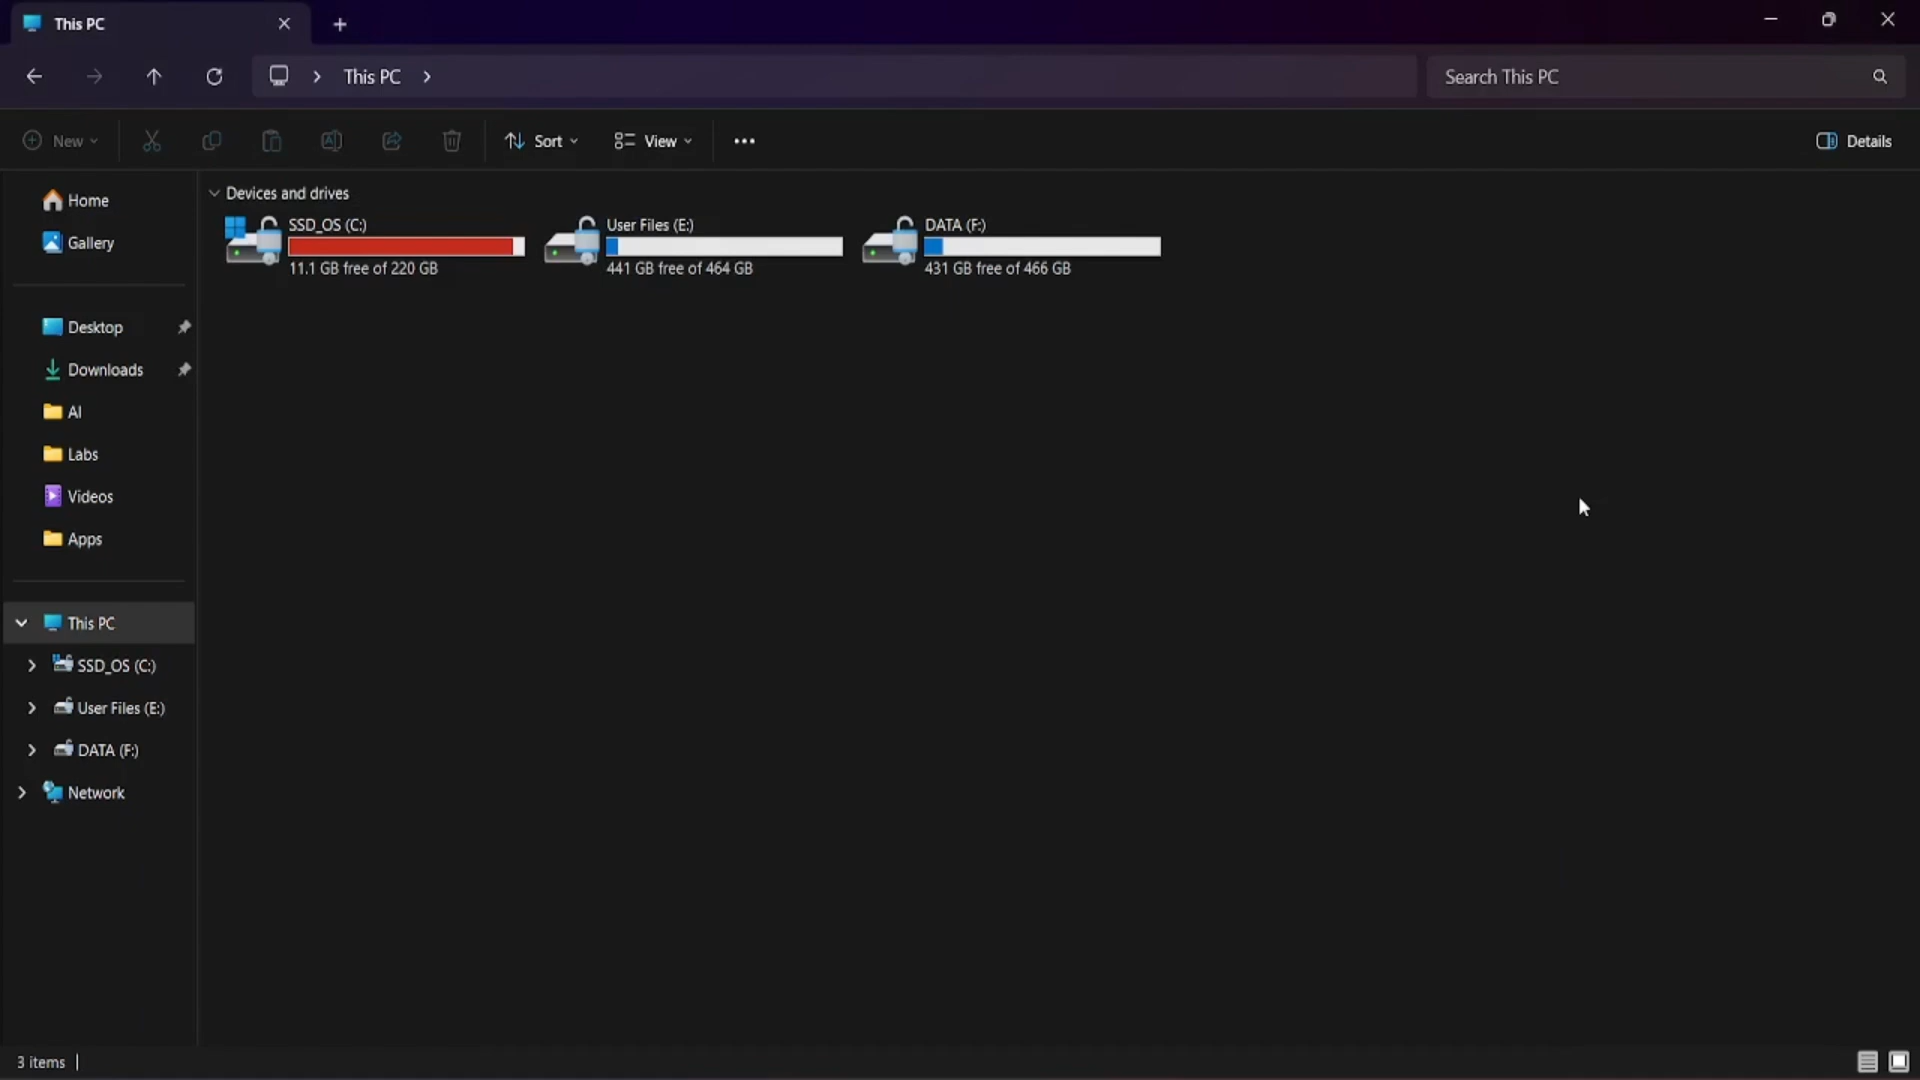 This PC
This PC
Search This PC
New
Sort
View
Details
Home
Gallery
Desktop
Downloads
AI
Labs
Videos
Apps
This PC
SSD_OS (C:)
User Files (E:)
DATA (F:)
Network
Devices and drives
SSD_OS (C:)
11.1 GB free of 220 GB
User Files (E:)
441 GB free of 464 GB
DATA (F:)
431 GB free of 466 GB
3 items